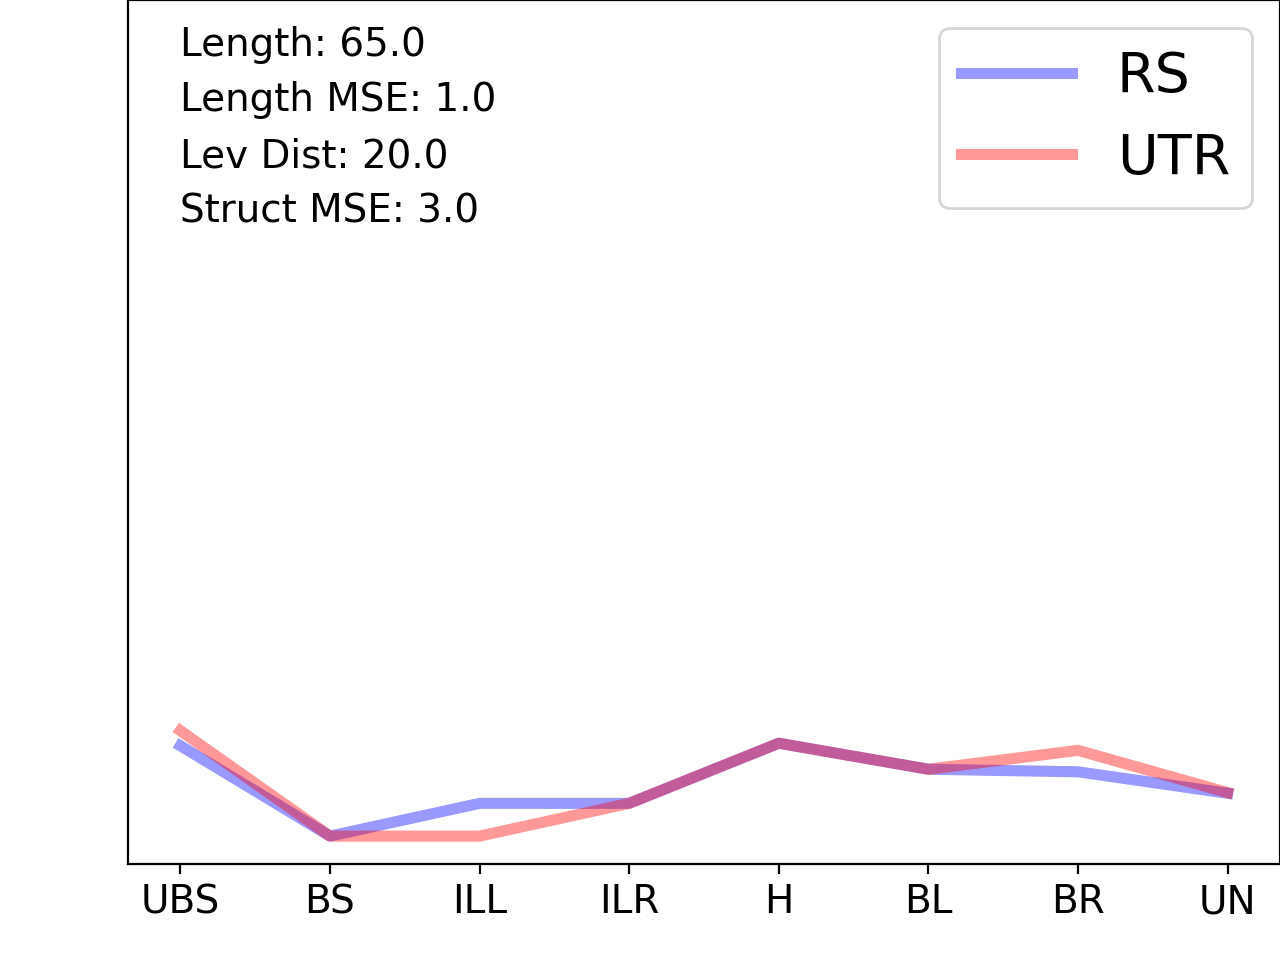 Length: 65.0
Length MSE: 1.0
Lev Dist: 20.0
Struct MSE: 3.0
RS
UTR
UBS BS ILL ILR H BL BR UN